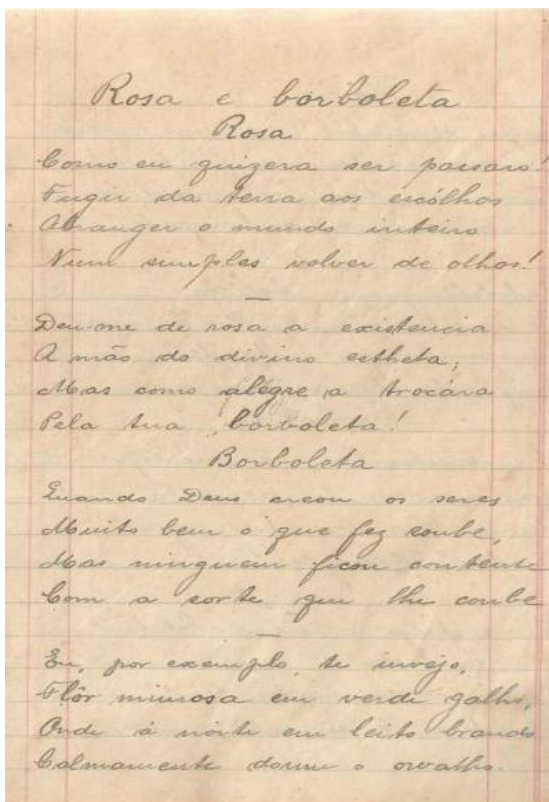 Rosa e borboleta
Rosa
Como eu quizera ser passaro!
Fugir da terra aos escólhos
Abranger o mundo inteiro
Num simples volver de olhos!
Deu-me de rosa a existencia
A mão do divino estheta;
Mas como alegre a trocára
Pela tua, borboleta!
Borboleta
Quando Deus creou os seres
Muito bem o que fez soube,
Mas ninguem ficou contente
Com a sorte que lhe coube
Eu, por exemplo, te invejo,
Flôr mimosa em verde galho,
Onde á noite em leito brando
Calmamente dorme o orvalho.